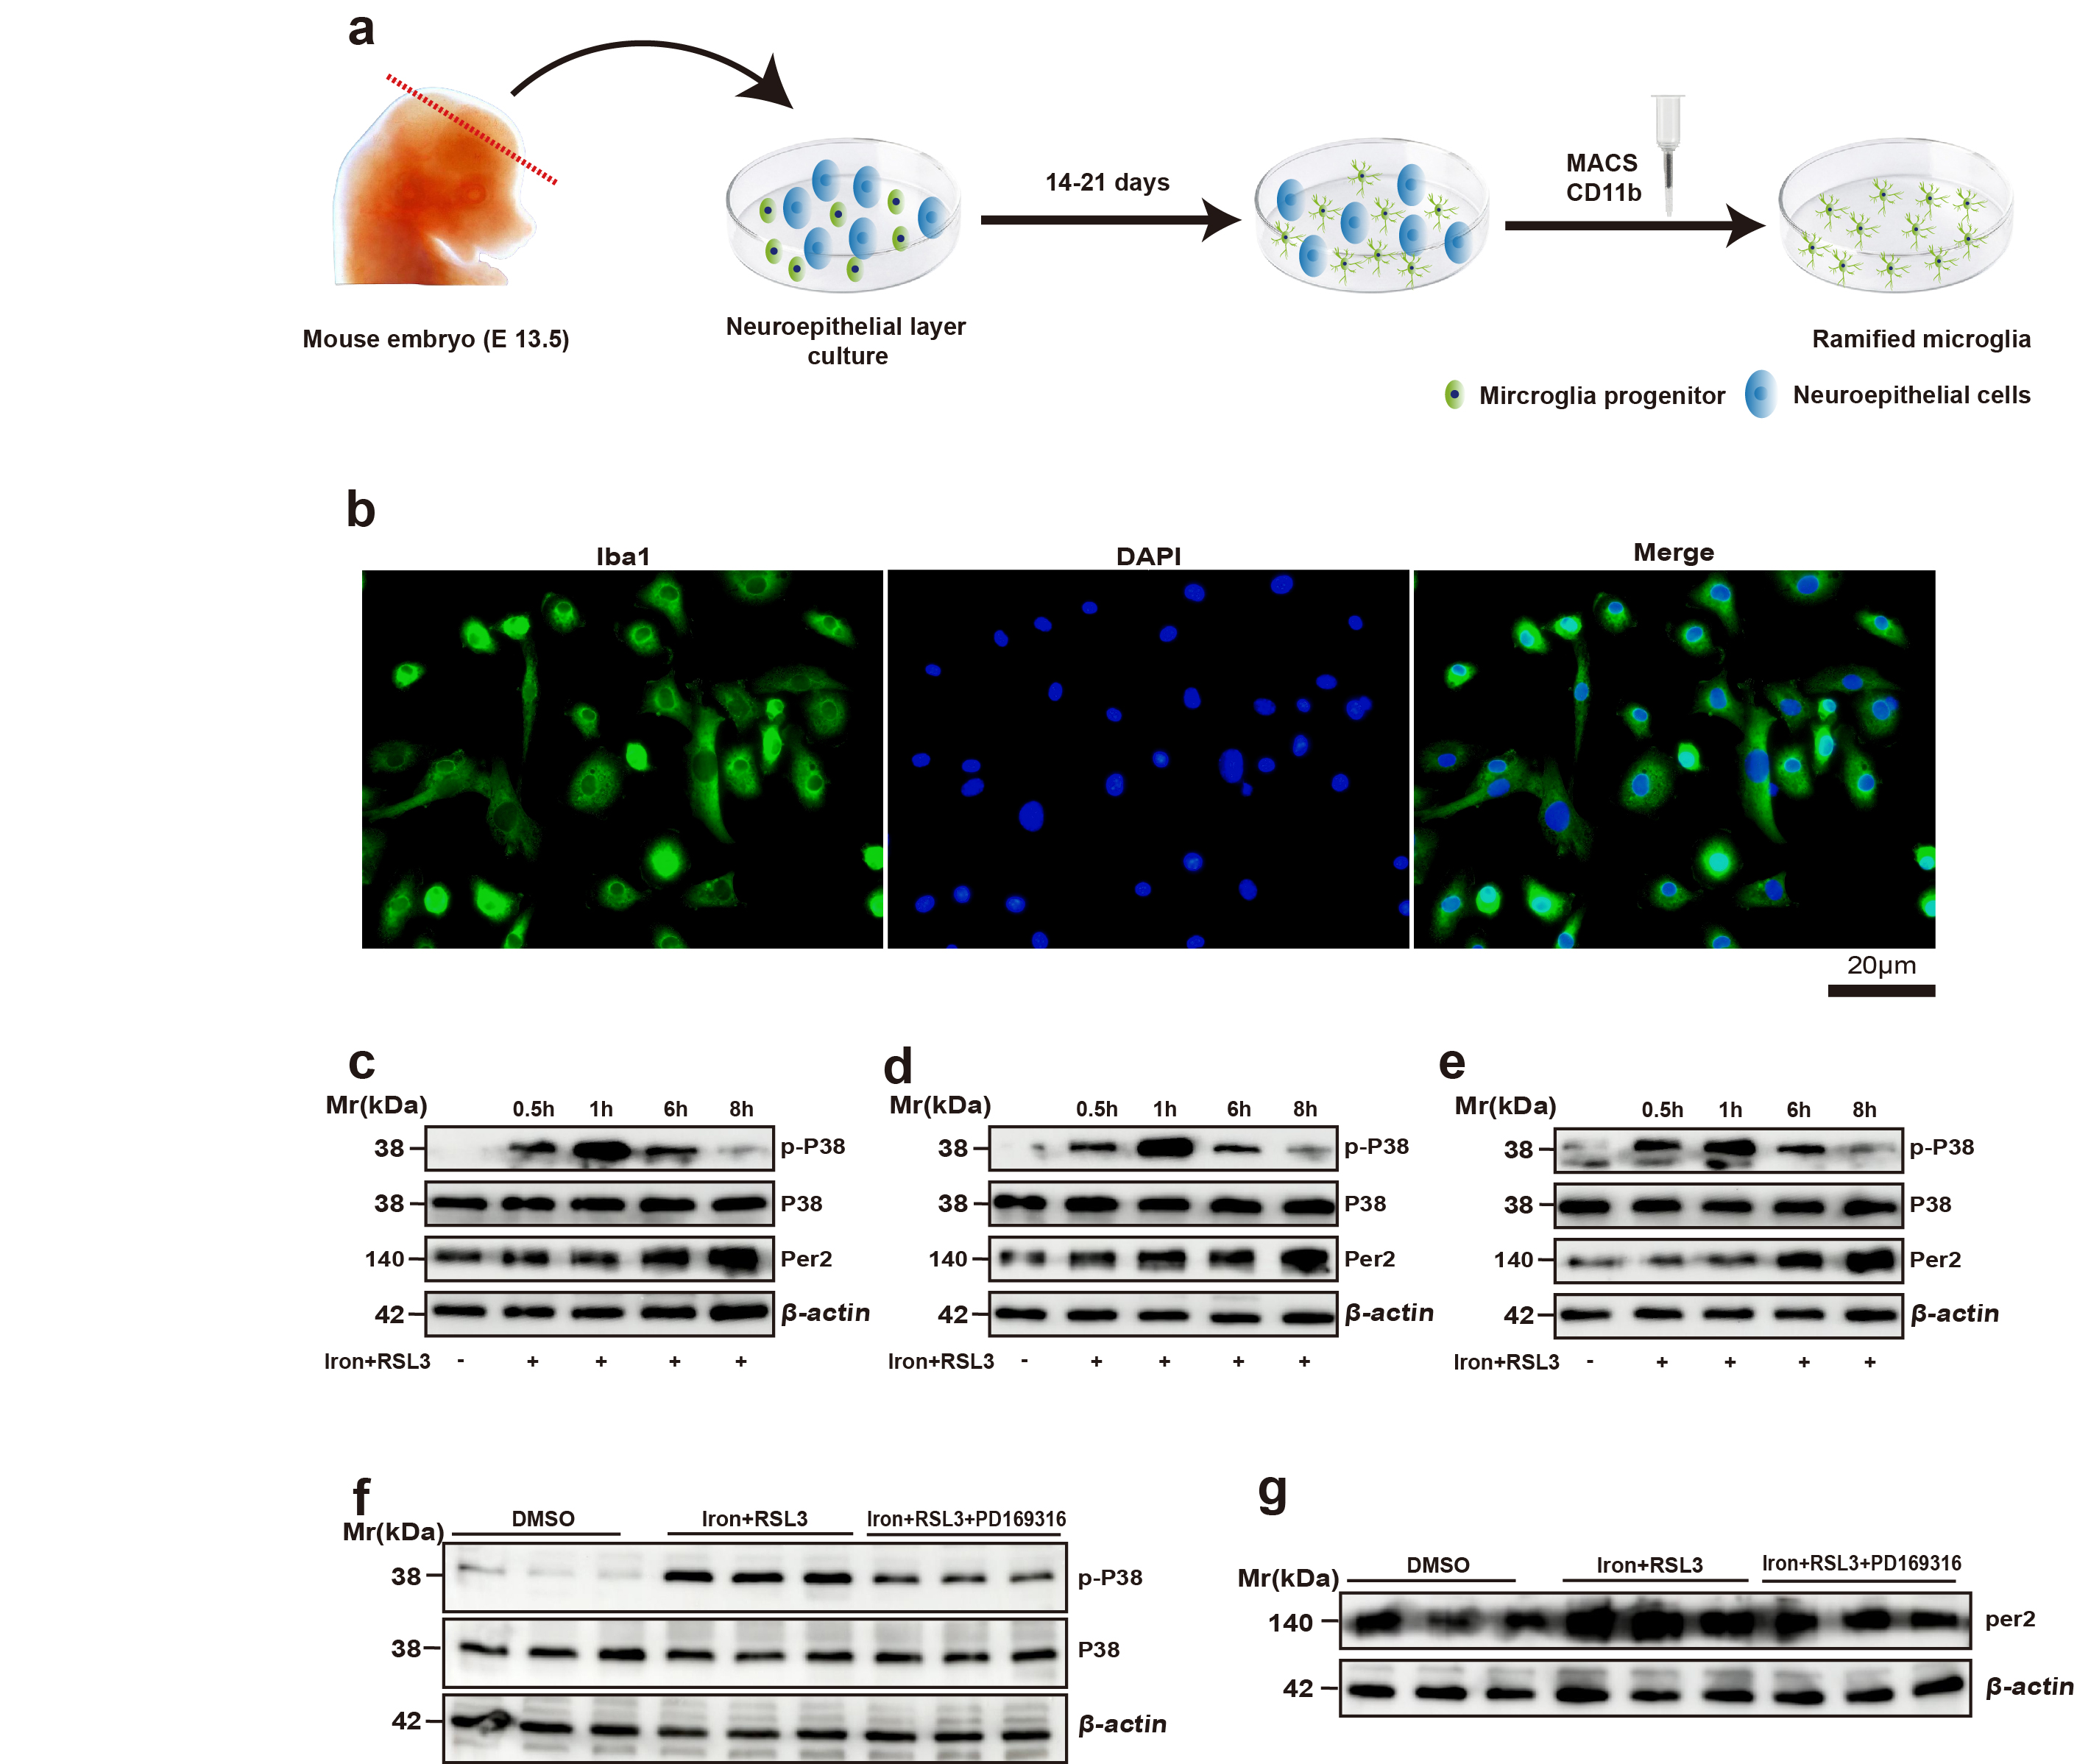 a
14-21 days
MACS
CD11b
Mouse embryo (E 13.5)
Neuroepithelial layer
culture
Ramified microglia
Mircroglia progenitor
Neuroepithelial cells
b
Iba1
DAPI
Merge
20μm
c
Mr(kDa)
0.5h 1h 6h 8h
38 p-P38
38 P38
140 Per2
42 β-actin
Iron+RSL3 - + + + +
d
Mr(kDa)
0.5h 1h 6h 8h
38 p-P38
38 P38
140 Per2
42 β-actin
Iron+RSL3 - + + + +
e
Mr(kDa)
0.5h 1h 6h 8h
38 p-P38
38 P38
140 Per2
42 β-actin
Iron+RSL3 - + + + +
f
Mr(kDa)
DMSO Iron+RSL3 Iron+RSL3+PD169316
38 p-P38
38 P38
42 β-actin
g
Mr(kDa)
DMSO Iron+RSL3 Iron+RSL3+PD169316
140 per2
42 β-actin